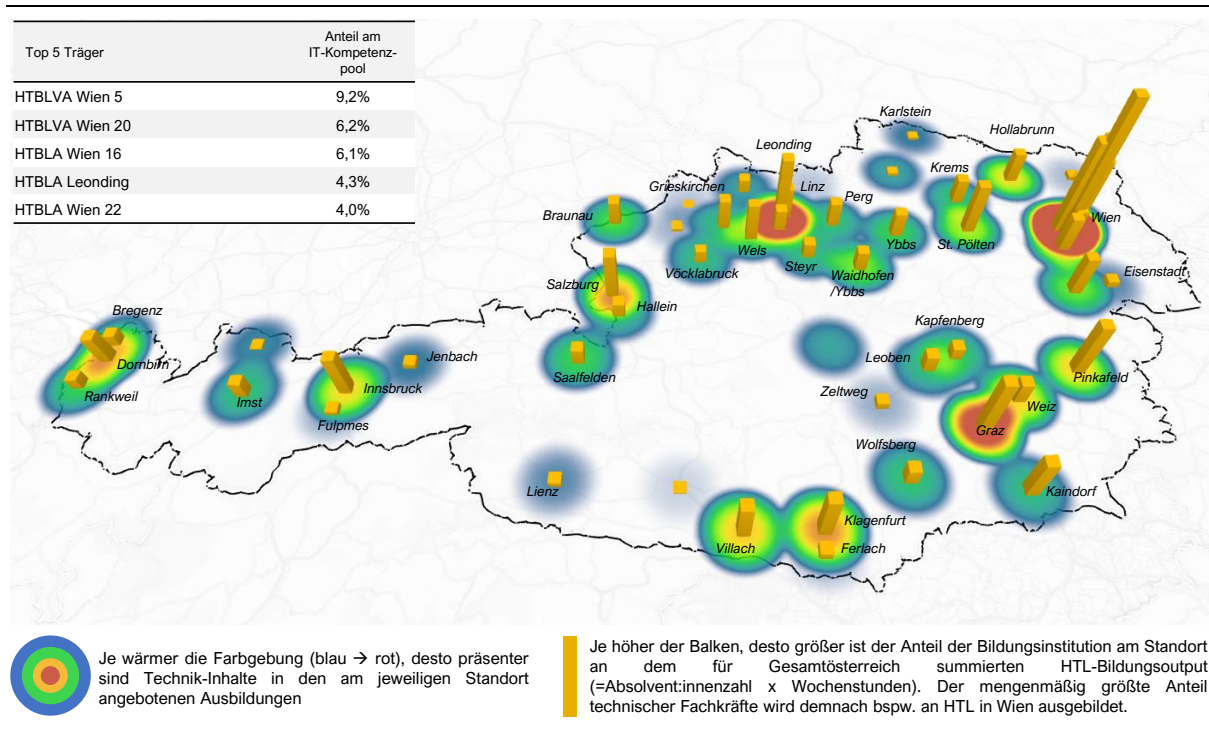 Top 5 Träger
Anteil am
IT-Kompetenz-
pool
HTBLVA Wien 5 9,2%
HTBLVA Wien 20 6,2%
HTBLA Wien 16 6,1%
HTBLA Leonding 4,3%
HTBLA Wien 22 4,0%
Karlstein
Hollabrunn
Leonding
Krems
Grieskirchen
Linz
Perg
Braunau
Wien
Wels
Ybbs
St. Pölten
Vöcklabruck
Steyr
Waidhofen
/Ybbs
Eisenstadt
Salzburg
Hallein
Bregenz
Kapfenberg
Dornbirn
Jenbach
Leoben
Rankweil
Imst
Innsbruck
Saalfelden
Zeltweg
Pinkafeld
Weiz
Fulpmes
Graz
Wolfsberg
Lienz
Kaindorf
Klagenfurt
Villach
Ferlach
Je wärmer die Farbgebung (blau → rot), desto präsenter
sind Technik-Inhalte in den am jeweiligen Standort
angebotenen Ausbildungen
Je höher der Balken, desto größer ist der Anteil der Bildungsinstitution am Standort
an dem für Gesamtösterreich summierten HTL-Bildungsoutput
(=Absolvent:innenzahl x Wochenstunden). Der mengenmäßig größte Anteil
technischer Fachkräfte wird demnach bspw. an HTL in Wien ausgebildet.